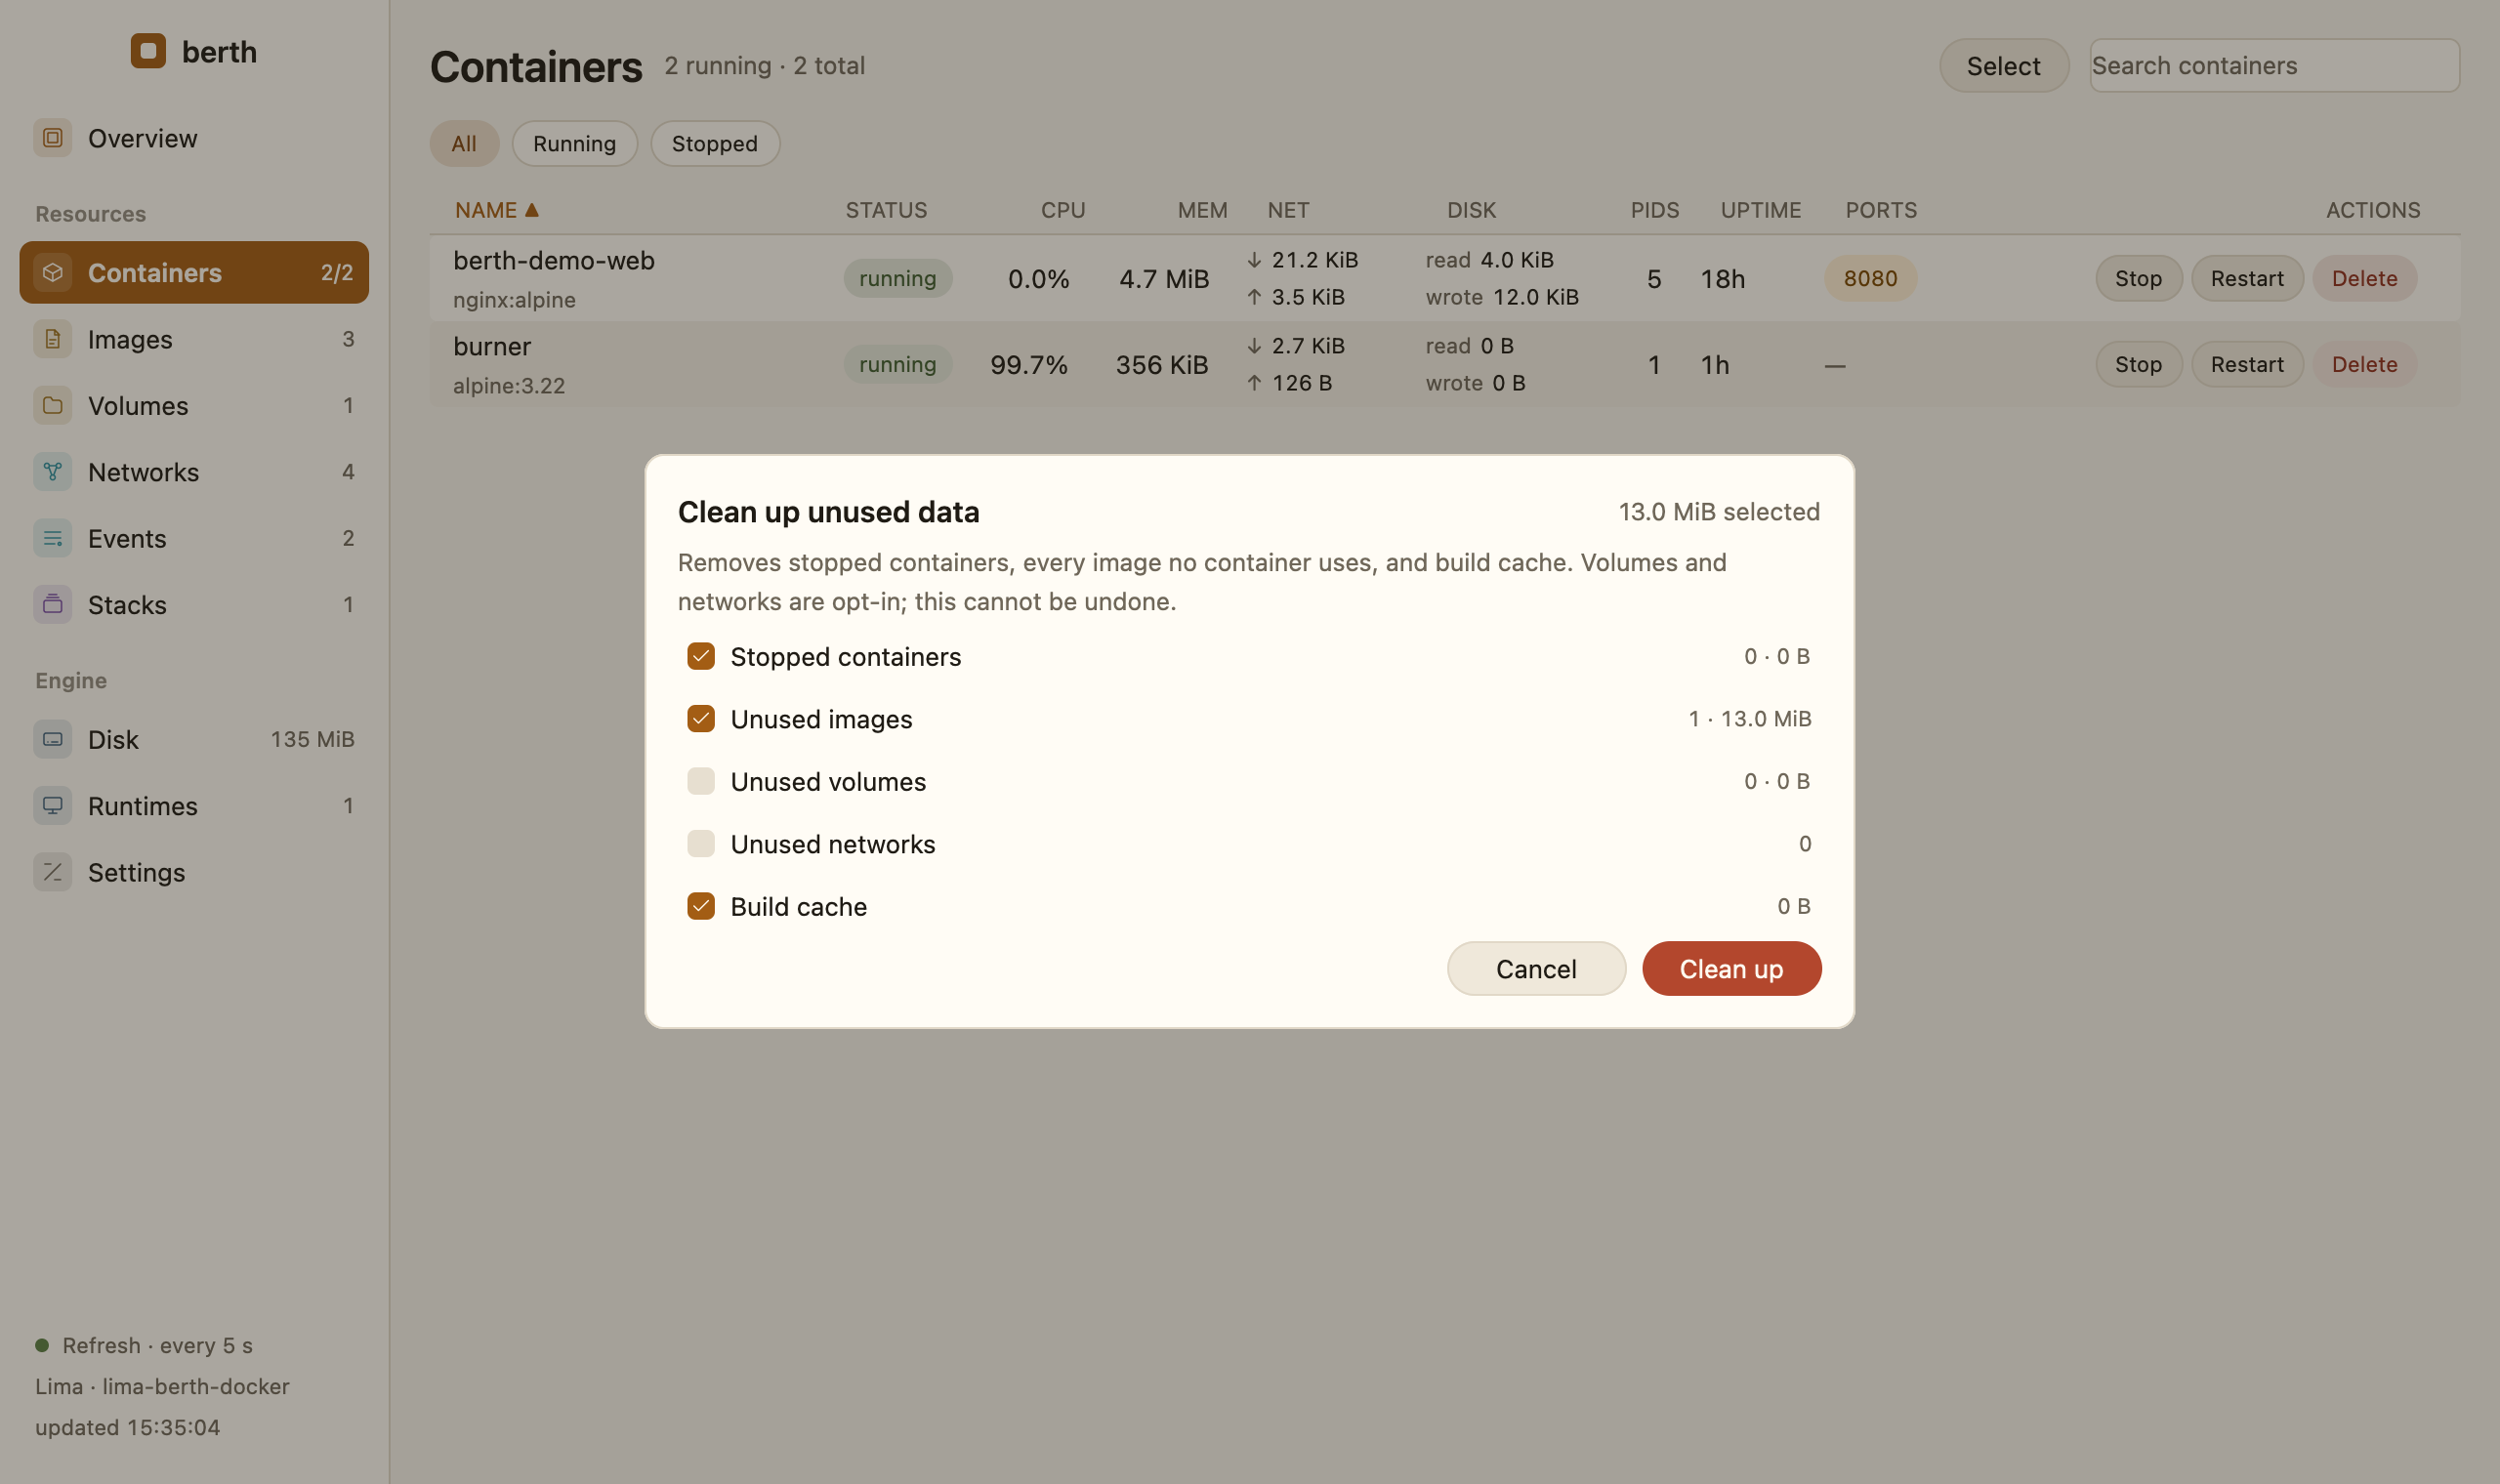 berth
Overview
Resources
Containers 2/2
Images 3
Volumes 1
Networks 4
Events 2
Stacks 1
Engine
Disk 135 MiB
Runtimes 1
Settings
Refresh · every 5 s
Lima · lima-berth-docker
updated 15:35:04
Containers 2 running · 2 total
Select
Search containers
All Running Stopped
NAME ▲ STATUS CPU MEM NET DISK PIDS UPTIME PORTS ACTIONS
berth-demo-web
nginx:alpine
running 0.0% 4.7 MiB
↓ 21.2 KiB
↑ 3.5 KiB
read 4.0 KiB
wrote 12.0 KiB
5 18h 8080 Stop Restart Delete
burner
alpine:3.22
running 99.7% 356 KiB
↓ 2.7 KiB
↑ 126 B
read 0 B
wrote 0 B
1 1h — Stop Restart Delete
Clean up unused data 13.0 MiB selected
Removes stopped containers, every image no container uses, and build cache. Volumes and
networks are opt-in; this cannot be undone.
Stopped containers 0 · 0 B
Unused images 1 · 13.0 MiB
Unused volumes 0 · 0 B
Unused networks 0
Build cache 0 B
Cancel Clean up